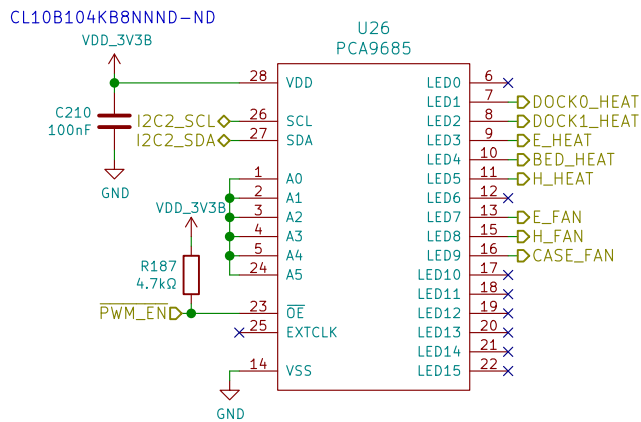 CL10B104KB8NNND-ND
VDD_3V3B
C210
100nF
GND
I2C2_SCL
I2C2_SDA
VDD_3V3B
R187
4.7kΩ
PWM_EN
GND
U26
PCA9685
28 VDD LED0 6
LED1 7 DOCK0_HEAT
26 SCL LED2 8 DOCK1_HEAT
27 SDA LED3 9 E_HEAT
LED4 10 BED_HEAT
1 A0 LED5 11 H_HEAT
2 A1 LED6 12
3 A2 LED7 13 E_FAN
4 A3 LED8 15 H_FAN
5 A4 LED9 16 CASE_FAN
24 A5 LED10 17
LED11 18
23 OE LED12 19
25 EXTCLK LED13 20
LED14 21
14 VSS LED15 22